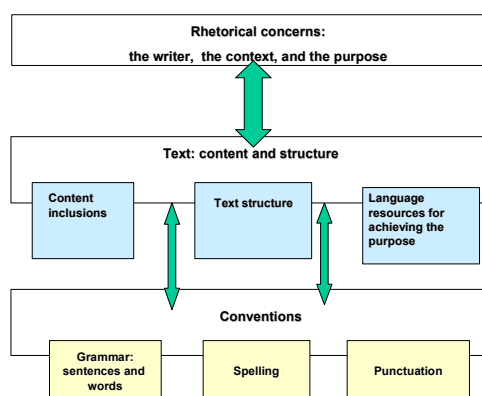 Rhetorical concerns:
the writer, the context, and the purpose
Text: content and structure
Content
inclusions
Text structure
Language
resources for
achieving the
purpose
Conventions
Grammar:
sentences and
words
Spelling
Punctuation